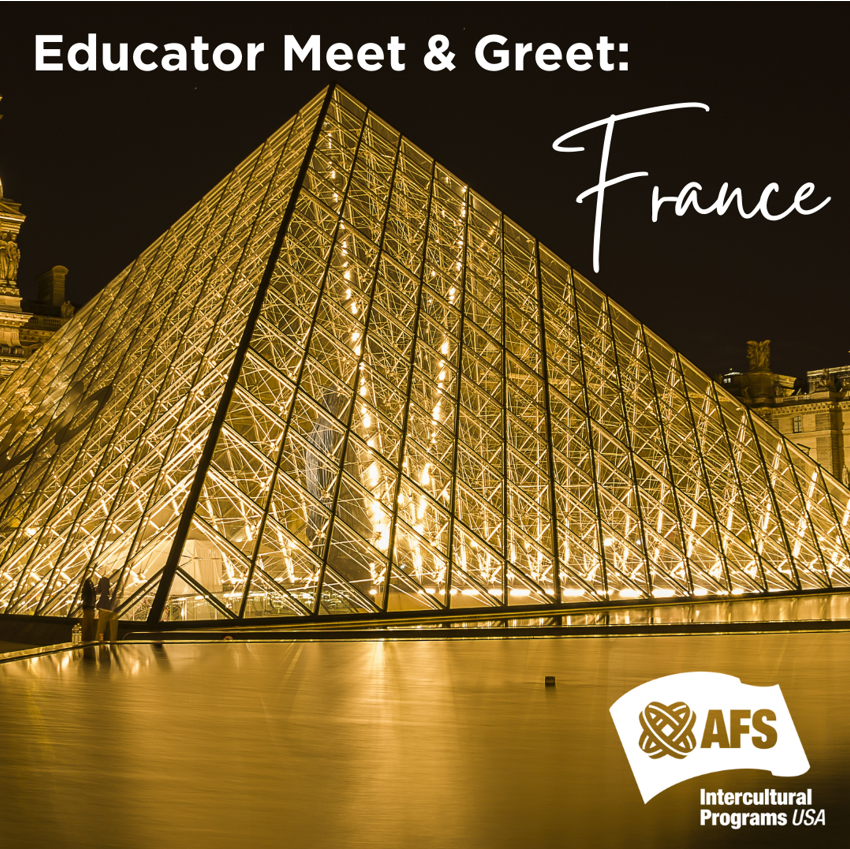 Educator Meet & Greet:
France
AFS
Intercultural
Programs USA